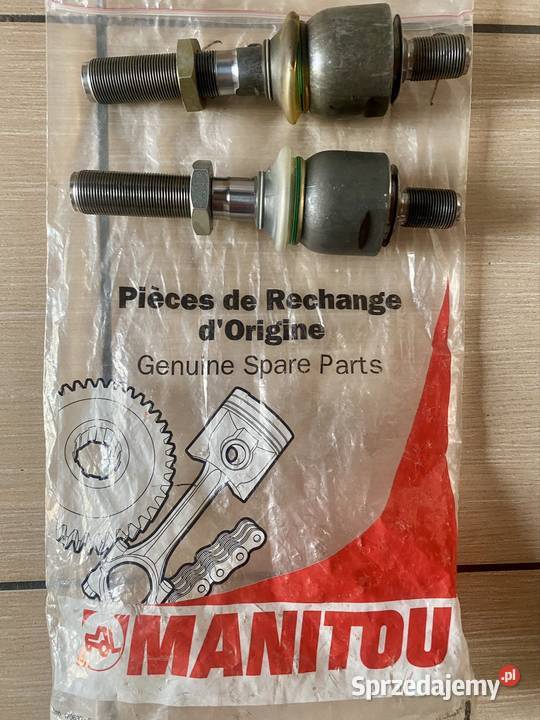 Pièces de Rechange
d'Origine
Genuine Spare Parts
MANITOU
Sprzedajemy.pl